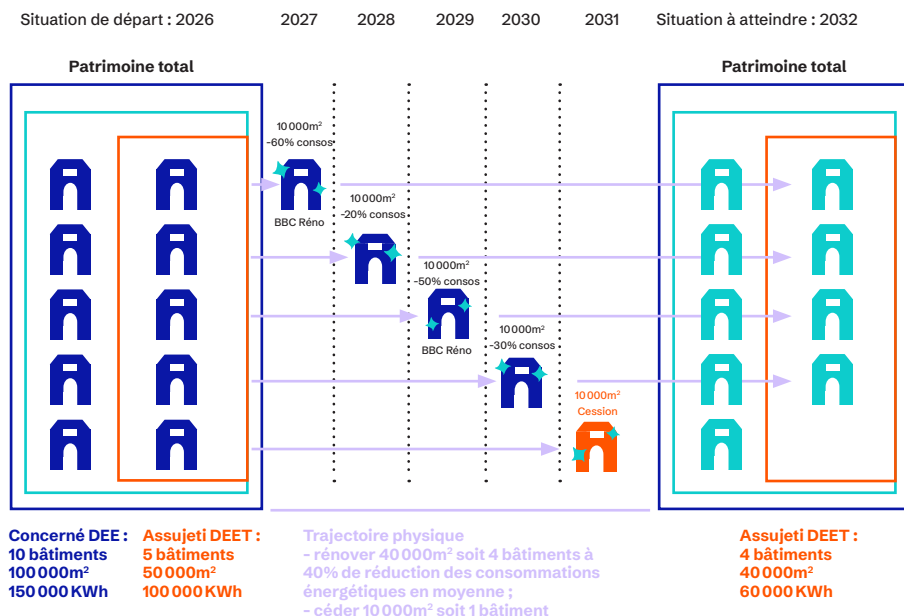 Situation de départ : 2026
2027
2028
2029
2030
2031
Situation à atteindre : 2032
Patrimoine total
Patrimoine total
10 000m²
-60% consos
BBC Réno
10 000m²
-20% consos
10 000m²
-50% consos
BBC Réno
10 000m²
-30% consos
10 000m²
Cession
Concerné DEE :
10 bâtiments
100 000m²
150 000 KWh
Assujeti DEET :
5 bâtiments
50 000m²
100 000 KWh
Trajectoire physique
- rénover 40 000m² soit 4 bâtiments à
40% de réduction des consommations
énergétiques en moyenne ;
- céder 10 000m² soit 1 bâtiment
Assujeti DEET :
4 bâtiments
40 000m²
60 000 KWh